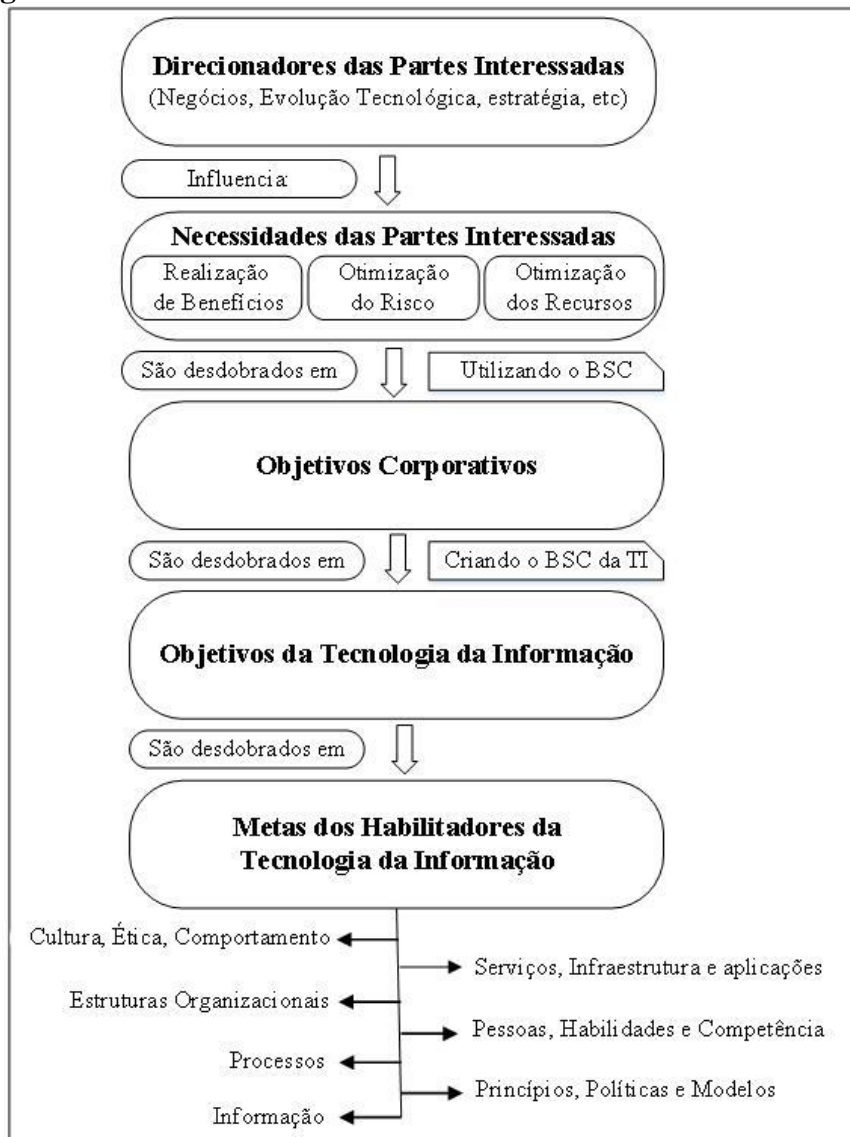 Direcionadores das Partes Interessadas
(Negócios, Evolução Tecnológica, estratégia, etc)
Influencia:
Necessidades das Partes Interessadas
Realização
de Benefícios
Otimização
do Risco
Otimização
dos Recursos
São desdobrados em
Utilizando o BSC
Objetivos Corporativos
São desdobrados em
Criando o BSC da TI
Objetivos da Tecnologia da Informação
São desdobrados em
Metas dos Habilitadores da
Tecnologia da Informação
Cultura, Ética, Comportamento
Serviços, Infraestrutura e aplicações
Estruturas Organizacionais
Pessoas, Habilidades e Competência
Processos
Princípios, Políticas e Modelos
Informação